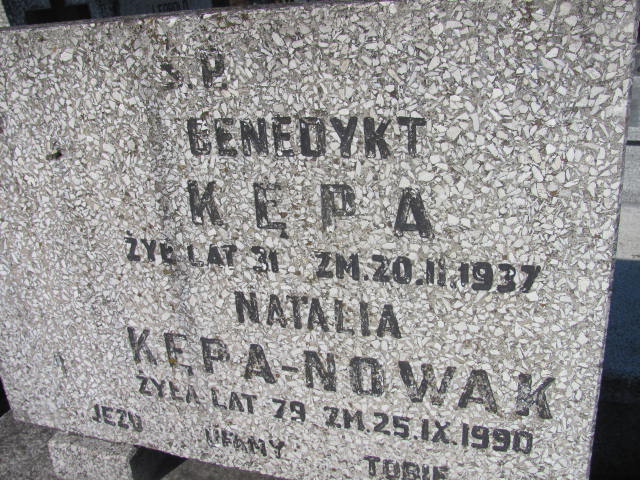 Ś P
BENEDYKT
KĘPA
ŻYŁ LAT 31 ZM.20.II.1937
NATALIA
KĘPA-NOWAK
ŻYŁA LAT 79 ZM.25.IX.1990
JEZU UFAMY TOBIE